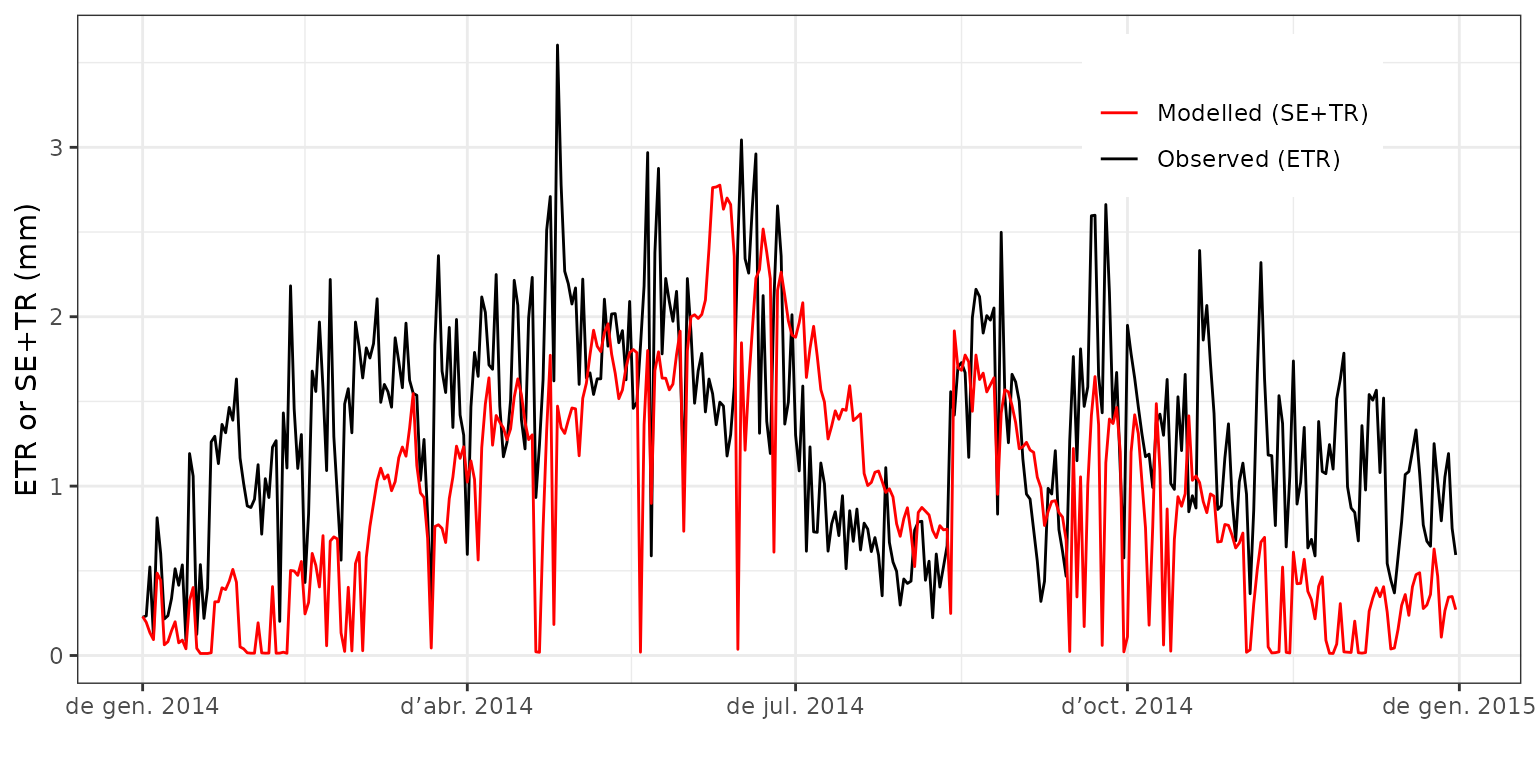 Modelled (SE+TR)
Observed (ETR)
ETR or SE+TR (mm)
3
2
1
0
de gen. 2014
d’abr. 2014
de jul. 2014
d’oct. 2014
de gen. 2015